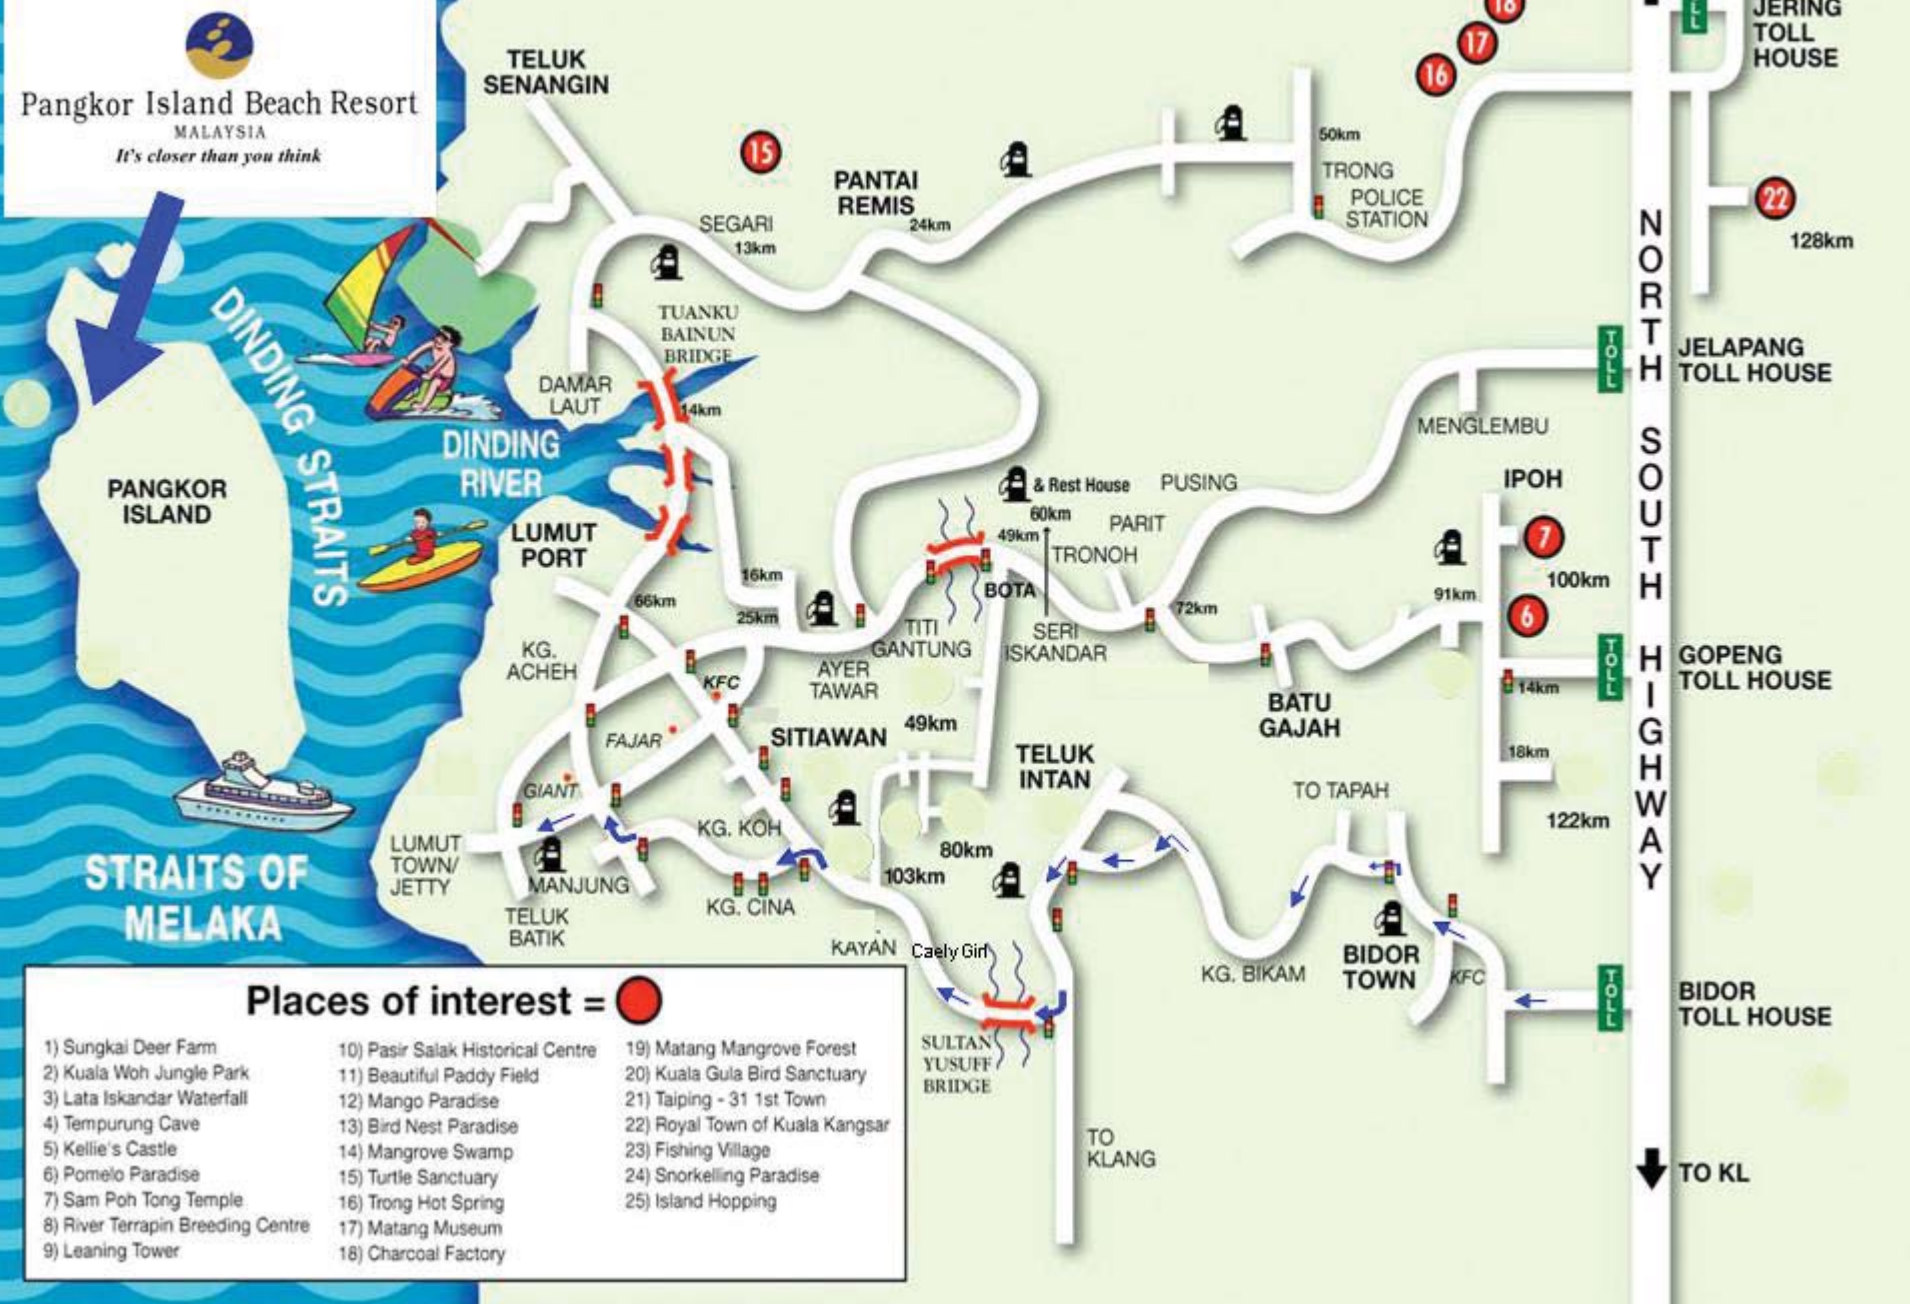 Pangkor Island Beach Resort
MALAYSIA
It's closer than you think
TELUK
SENANGIN
15
SEGARI
13km
PANTAI
REMIS
24km
50km
TRONG
POLICE
STATION
16
17
18
JERING
TOLL
HOUSE
22
128km
NORTH SOUTH HIGHWAY
TOLL
JELAPANG
TOLL HOUSE
MENGLEMBU
TUANKU
BAINUN
BRIDGE
14km
DAMAR
LAUT
DINDING STRAITS
DINDING
RIVER
PANGKOR
ISLAND
LUMUT
PORT
66km
16km
25km
KG.
ACHEH
& Rest House
60km
49km
PUSING
PARIT
TRONOH
BOTA
72km
TITI
GANTUNG
SERI
ISKANDAR
AYER
TAWAR
IPOH
7
100km
91km
6
TOLL
GOPENG
TOLL HOUSE
14km
18km
122km
BATU
GAJAH
KFC
FAJAR
SITIAWAN
49km
GIANT
KG. KOH
80km
103km
TELUK
INTAN
TO TAPAH
LUMUT
TOWN/
JETTY
MANJUNG
TELUK
BATIK
KG. CINA
KAYAN
Caely Girl
STRAITS OF
MELAKA
KG. BIKAM
BIDOR
TOWN
KFC
TOLL
BIDOR
TOLL HOUSE
SULTAN
YUSUFF
BRIDGE
TO
KLANG
TO KL
Places of interest =
1) Sungkai Deer Farm
2) Kuala Woh Jungle Park
3) Lata Iskandar Waterfall
4) Tempurung Cave
5) Kellie's Castle
6) Pomelo Paradise
7) Sam Poh Tong Temple
8) River Terrapin Breeding Centre
9) Leaning Tower
10) Pasir Salak Historical Centre
11) Beautiful Paddy Field
12) Mango Paradise
13) Bird Nest Paradise
14) Mangrove Swamp
15) Turtle Sanctuary
16) Trong Hot Spring
17) Matang Museum
18) Charcoal Factory
19) Matang Mangrove Forest
20) Kuala Gula Bird Sanctuary
21) Taiping - 31 1st Town
22) Royal Town of Kuala Kangsar
23) Fishing Village
24) Snorkelling Paradise
25) Island Hopping